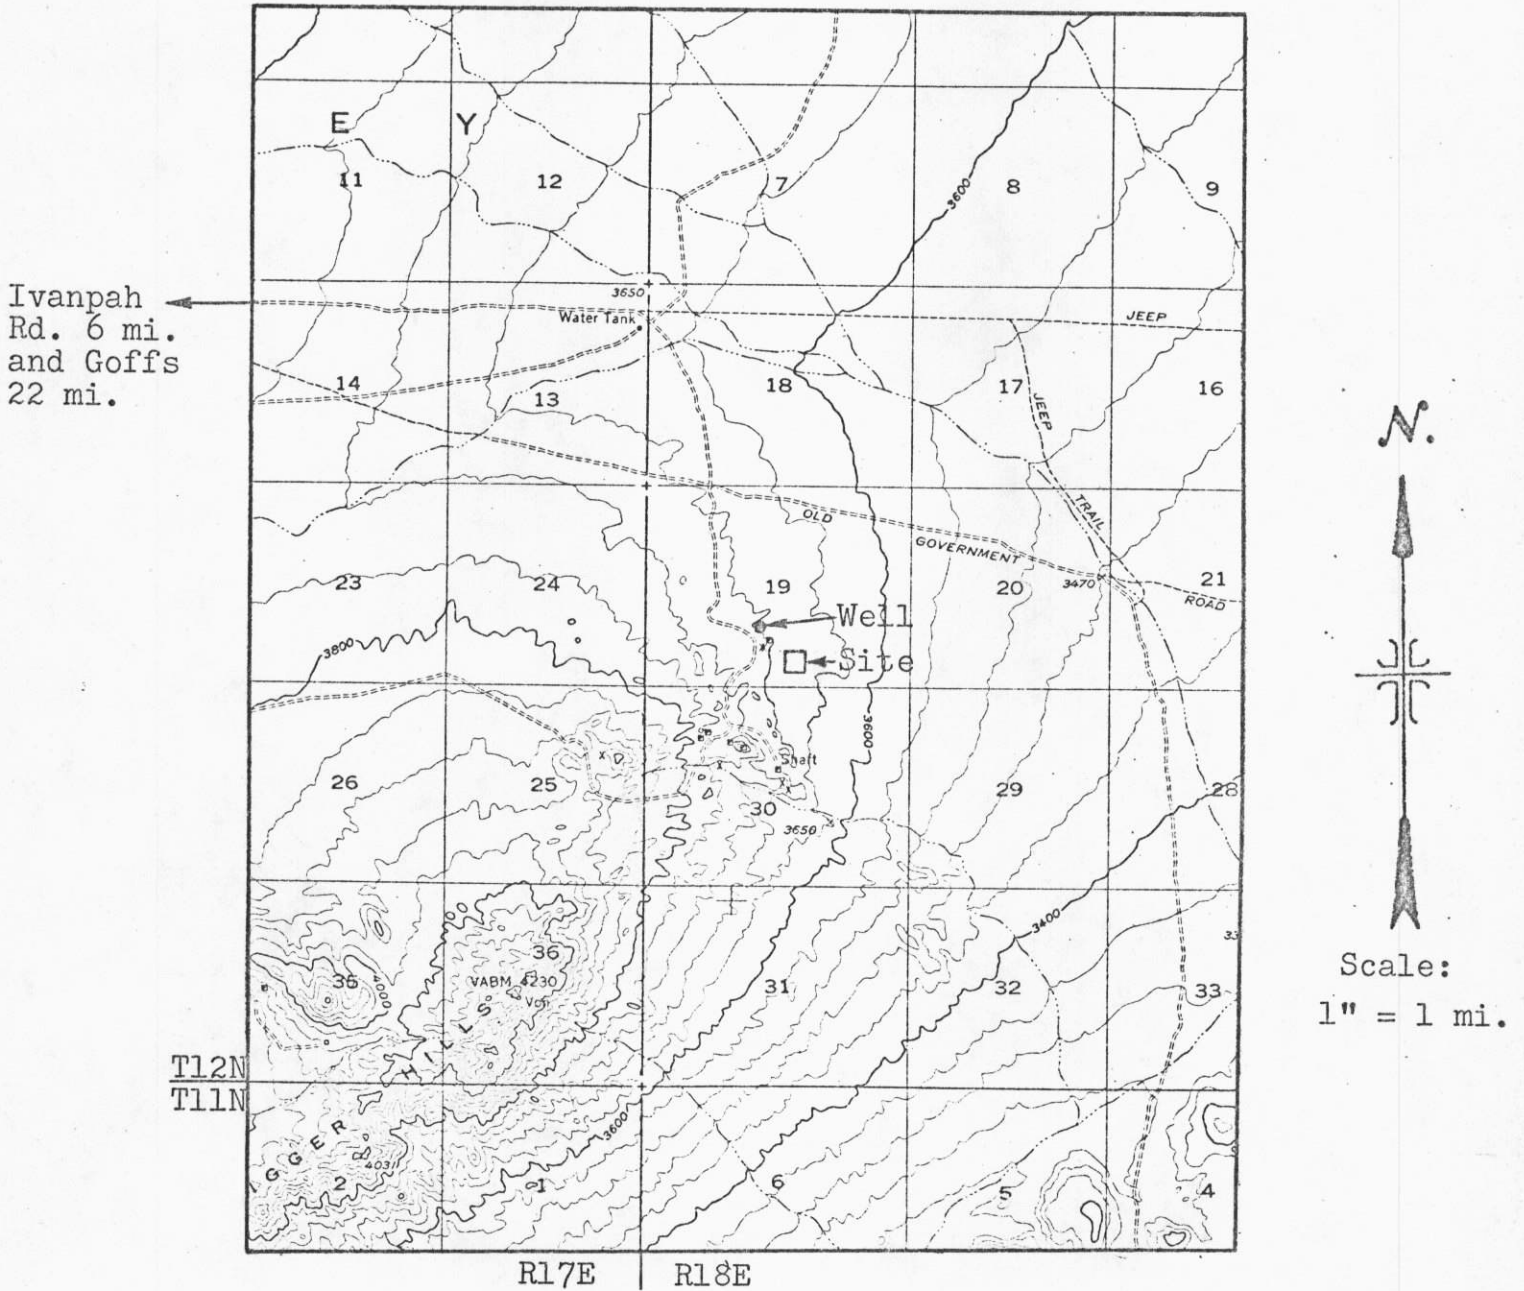 E Y
11 12 7 8 9
3600
Ivanpah
Rd. 6 mi.
and Goffs
22 mi.
3650
Water Tank
JEEP
14 13 18 17 16
JEEP
N.
TRAIL
OLD
GOVERNMENT
23 24 19 20 21
3470
ROAD
Well
3800
Site
3600
Shaft
26 25 30 29 28
3650
3400
33
36
35 VABM 4230 31 32 33
4000
HILLS
Scale:
1" = 1 mi.
T12N
T11N
3600
IGGER
4031
2 1 6 5 4
R17E R18E